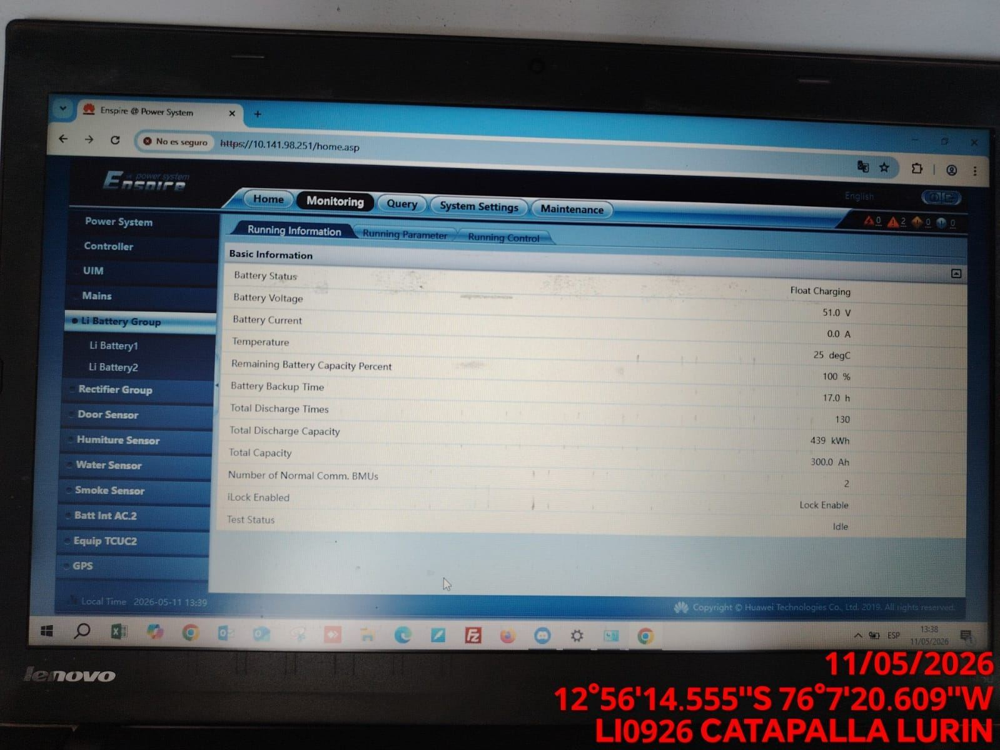 Enspire @ Power System
No es seguro https://10.141.98.251/home.asp
power system
Enspire
English
Home Monitoring Query System Settings Maintenance
0 2 0 0
Power System
Controller
UIM
Mains
Li Battery Group
Li Battery1
Li Battery2
Rectifier Group
Door Sensor
Humiture Sensor
Water Sensor
Smoke Sensor
Batt Int AC.2
Equip TCUC2
GPS
Running Information Running Parameter Running Control
Basic Information
Battery Status Float Charging
Battery Voltage 51.0 V
Battery Current 0.0 A
Temperature 25 degC
Remaining Battery Capacity Percent 100 %
Battery Backup Time 17.0 h
Total Discharge Times 130
Total Discharge Capacity 439 kWh
Total Capacity 300.0 Ah
Number of Normal Comm. BMUs 2
iLock Enabled Lock Enable
Test Status Idle
Local Time 2026-05-11 13:39
Copyright © Huawei Technologies Co., Ltd. 2019. All rights reserved.
ESP
13:38
11/05/2026
lenovo
11/05/2026
12°56'14.555"S 76°7'20.609"W
LI0926 CATAPALLA LURIN